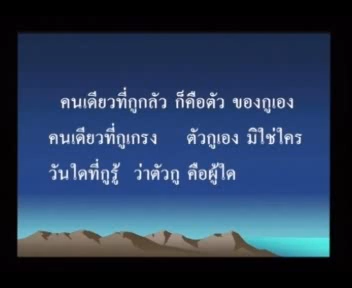 คนเดียวที่กูกลัว ก็คือตัว ของกูเอง
คนเดียวที่กูเกรง ตัวกูเอง มิใช่ใคร
วันใดที่กูรู้ ว่าตัวกู คือผู้ใด